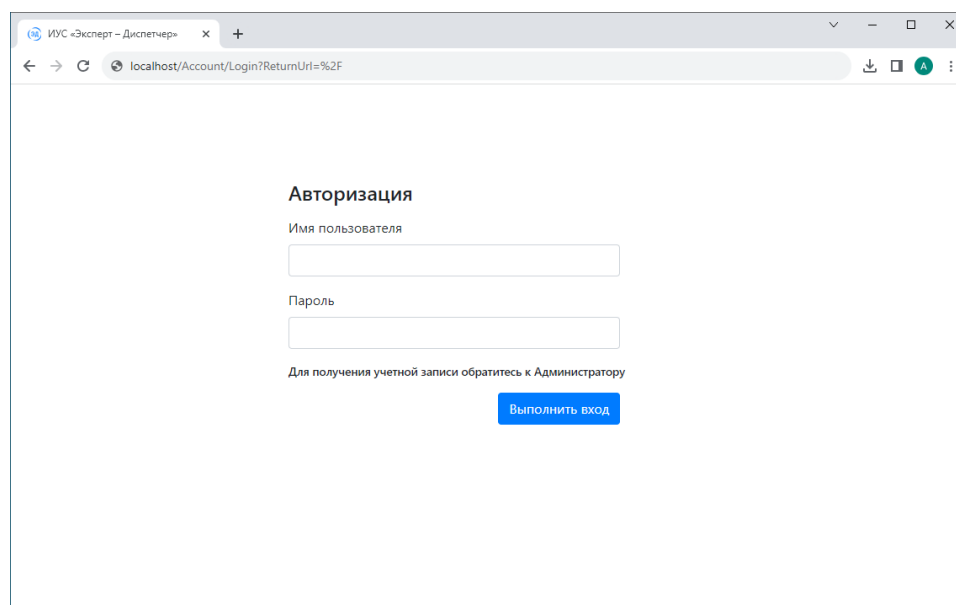 ИУС «Эксперт – Диспетчер»
localhost/Account/Login?ReturnUrl=%2F
A
Авторизация
Имя пользователя
Пароль
Для получения учетной записи обратитесь к Администратору
Выполнить вход